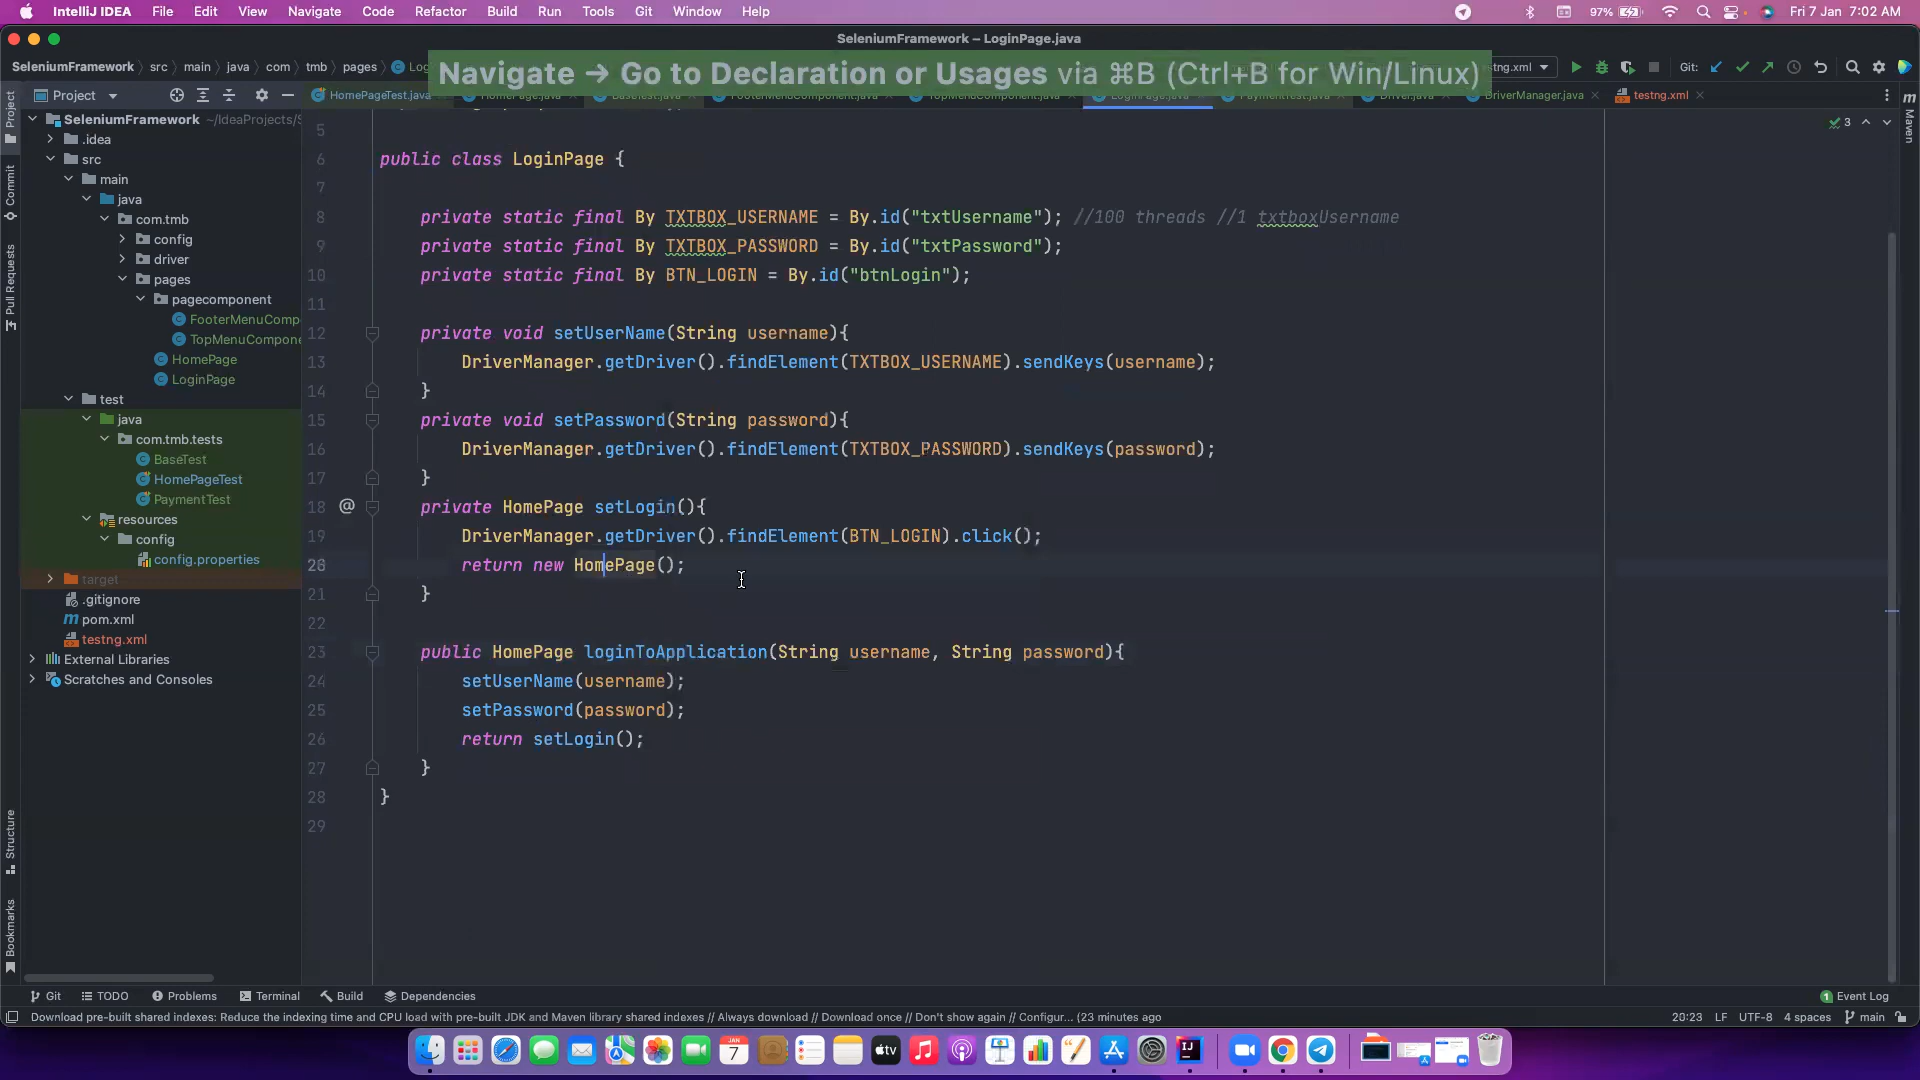 IntelliJ IDEA File Edit View Navigate Code Refactor Build Run Tools Git Window Help 97% Fri 7 Jan 7:02 AM
SeleniumFramework – LoginPage.java
SeleniumFramework src main java com tmb pages
Navigate → Go to Declaration or Usages via ⌘B (Ctrl+B for Win/Linux)
Git:
Project
HomePageTest.java DriverManager.java testng.xml
SeleniumFramework ~/IdeaProjects/S
.idea
src
main
java
com.tmb
config
driver
pages
pagecomponent
FooterMenuComp
TopMenuCompone
HomePage
LoginPage
test
java
com.tmb.tests
BaseTest
HomePageTest
PaymentTest
resources
config
config.properties
target
.gitignore
pom.xml
testng.xml
External Libraries
Scratches and Consoles
Project
Commit
Pull Requests
Structure
Bookmarks
5
6 public class LoginPage {
7
8 private static final By TXTBOX_USERNAME = By.id("txtUsername"); //100 threads //1 txtboxUsername
9 private static final By TXTBOX_PASSWORD = By.id("txtPassword");
10 private static final By BTN_LOGIN = By.id("btnLogin");
11
12 private void setUserName(String username){
13 DriverManager.getDriver().findElement(TXTBOX_USERNAME).sendKeys(username);
14 }
15 private void setPassword(String password){
16 DriverManager.getDriver().findElement(TXTBOX_PASSWORD).sendKeys(password);
17 }
18 @ private HomePage setLogin(){
19 DriverManager.getDriver().findElement(BTN_LOGIN).click();
20 return new HomePage();
21 }
22
23 public HomePage loginToApplication(String username, String password){
24 setUserName(username);
25 setPassword(password);
26 return setLogin();
27 }
28 }
29
3
m
Maven
Git TODO Problems Terminal Build Dependencies 1 Event Log
Download pre-built shared indexes: Reduce the indexing time and CPU load with pre-built JDK and Maven library shared indexes // Always download // Download once // Don't show again // Configur... (23 minutes ago 20:23 LF UTF-8 4 spaces main
JAN
7
tv